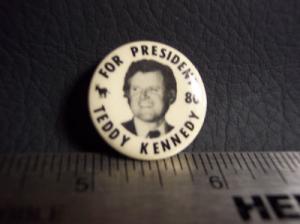 FOR PRESIDENT
80
TEDDY KENNEDY
5 6
HE